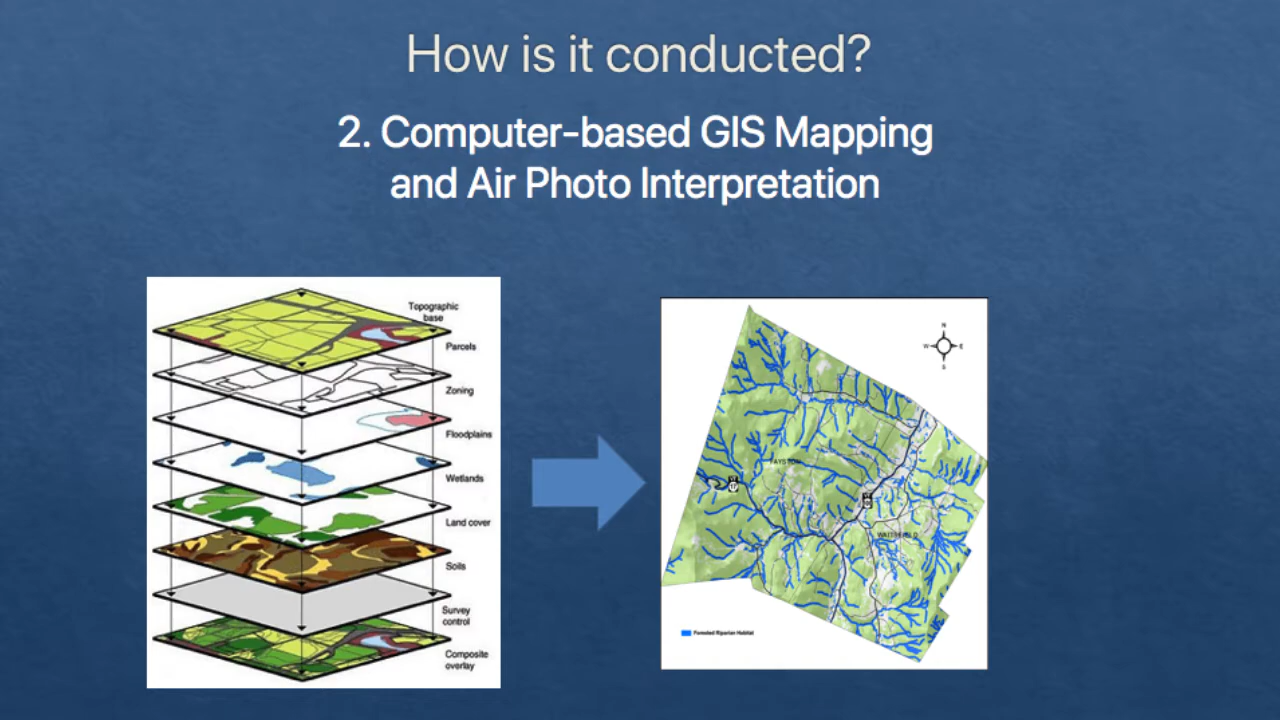 How is it conducted?
2. Computer-based GIS Mapping
and Air Photo Interpretation
Topographic
base
Parcels
Zoning
Floodplains
Wetlands
Land cover
Soils
Survey
control
Composite
overlay
N
W
E
S
FAYSTON
WAITSFIELD
Forested Riparian Habitat